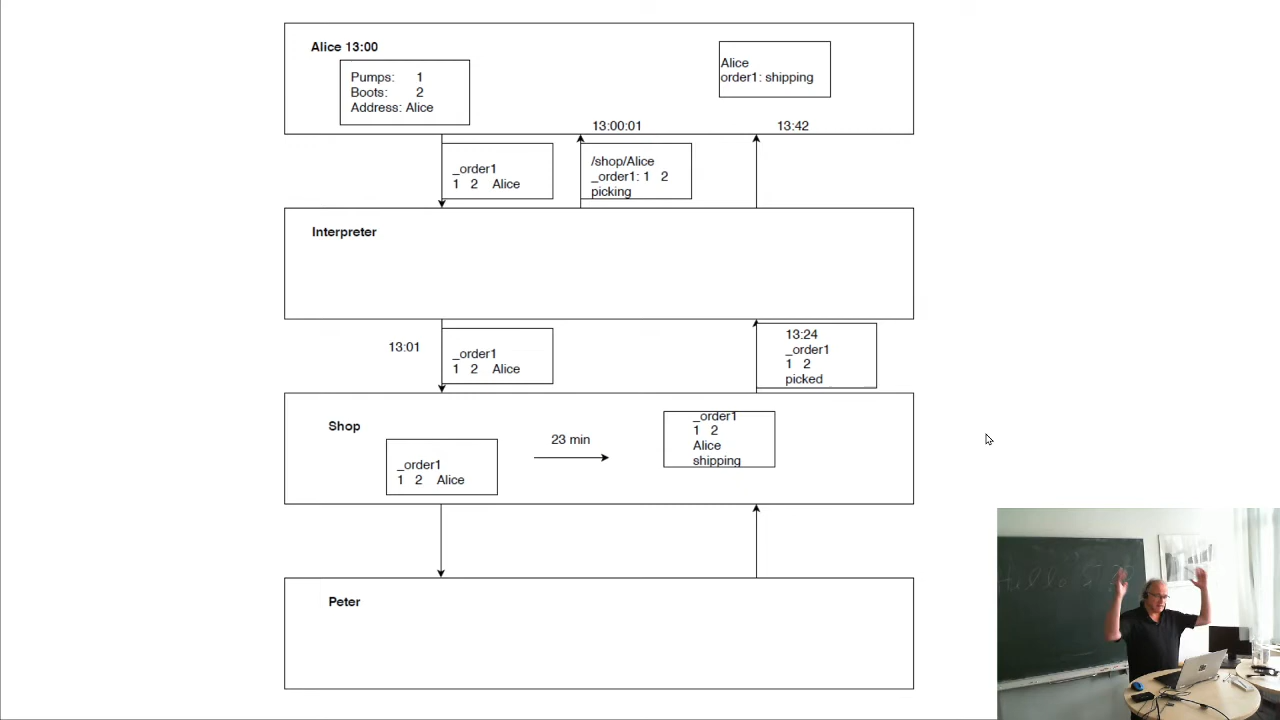 Alice 13:00
Pumps: 1
Boots: 2
Address: Alice
Alice
order1: shipping
13:00:01
13:42
_order1
1 2 Alice
/shop/Alice
_order1: 1 2
picking
Interpreter
13:01
_order1
1 2 Alice
13:24
_order1
1 2
picked
Shop
_order1
1 2 Alice
23 min
_order1
1 2
Alice
shipping
Peter
Hello